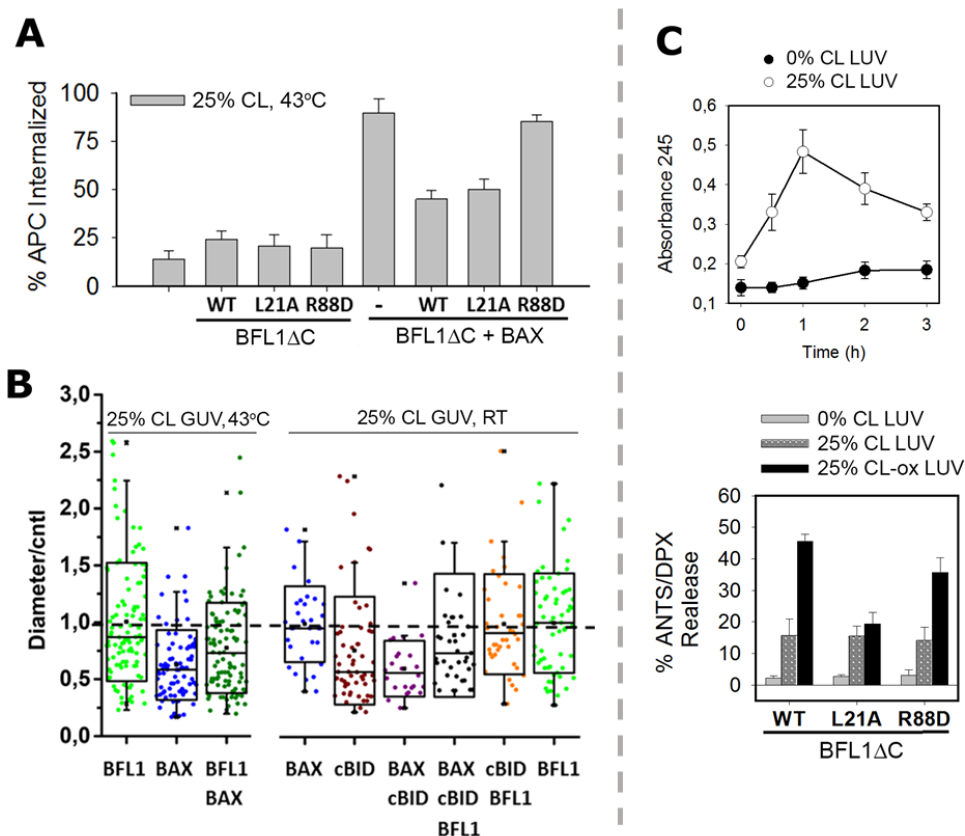 A
100
75
50
25
0
% APC Internalized
25% CL, 43ºC
WT L21A R88D - WT L21A R88D
BFL1ΔC BFL1ΔC + BAX
B
3,0
2,5
2,0
1,5
1,0
0,5
0,0
Diameter/cntl
25% CL GUV, 43ºC 25% CL GUV, RT
BFL1 BAX BFL1 BAX cBID BAX BAX cBID BFL1
BAX cBID cBID BFL1
BFL1
C
0% CL LUV
25% CL LUV
0,6
0,5
0,4
0,3
0,2
0,1
Absorbance 245
0 1 2 3
Time (h)
0% CL LUV
25% CL LUV
25% CL-ox LUV
60
50
40
30
20
10
0
% ANTS/DPX
Realease
WT L21A R88D
BFL1ΔC